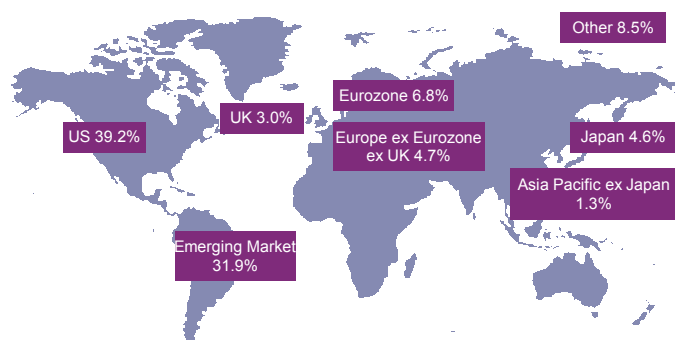 Other 8.5%
Eurozone 6.8%
UK 3.0%
US 39.2%
Europe ex Eurozone
ex UK 4.7%
Japan 4.6%
Asia Pacific ex Japan
1.3%
Emerging Market
31.9%